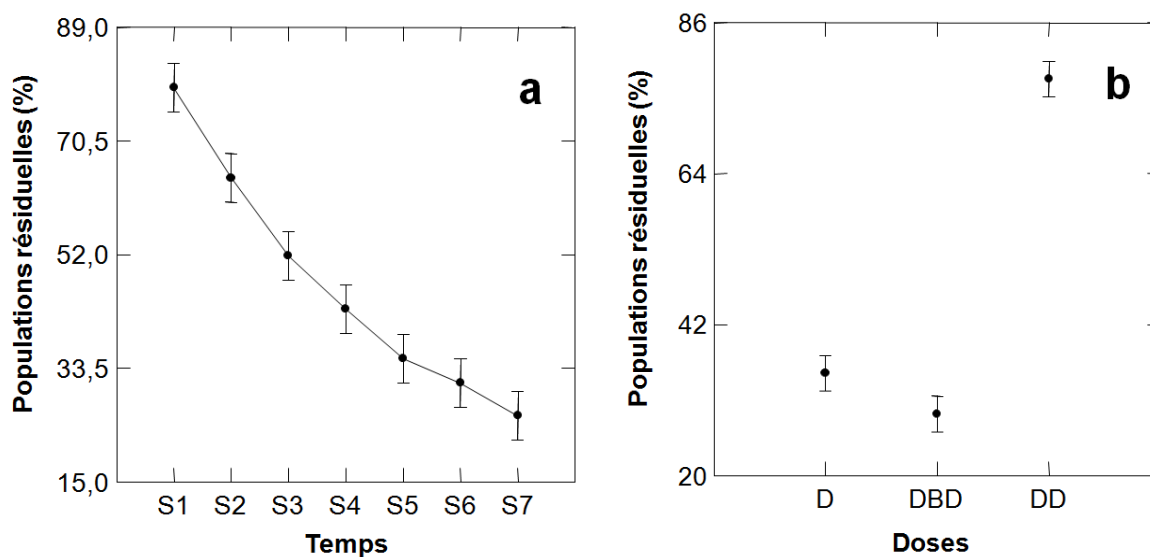 Populations résiduelles (%)
89,0
70,5
52,0
33,5
15,0
a
S1 S2 S3 S4 S5 S6 S7
Temps
Populations résiduelles (%)
86
64
42
20
b
D DBD DD
Doses